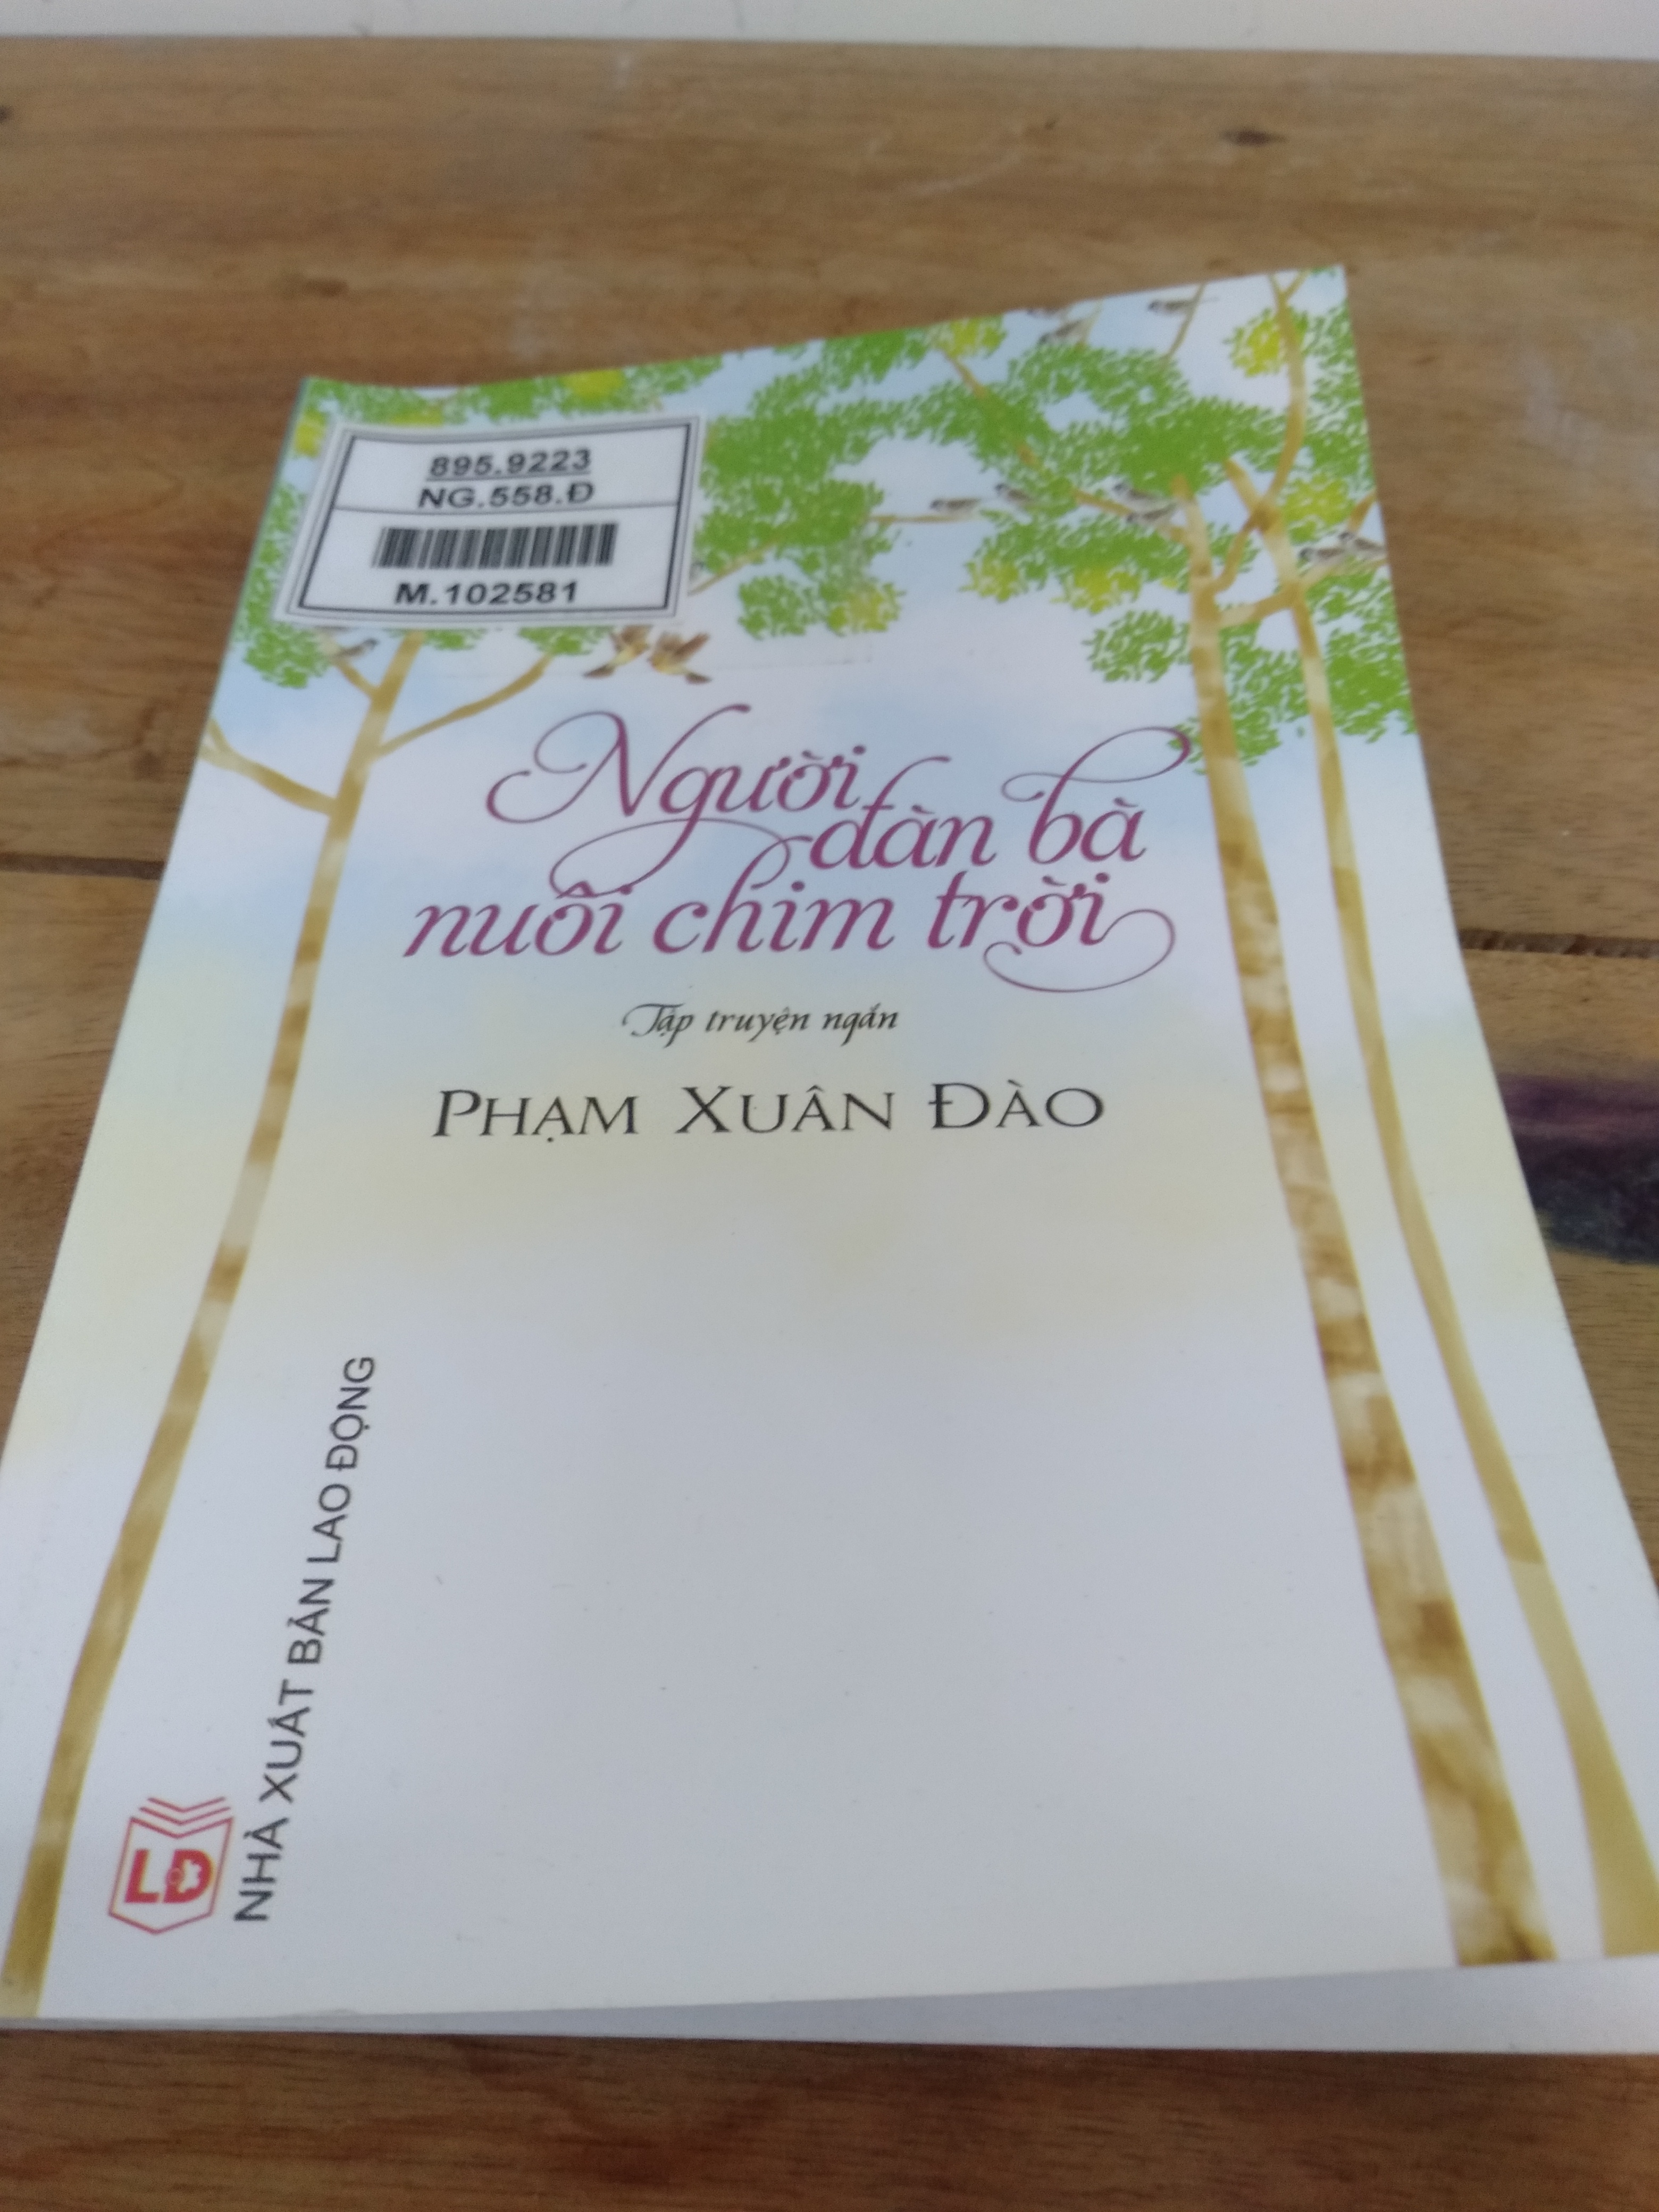 895.9223
NG.558.Đ
M.102581
Người
đàn bà
nuôi chim trời
Tập truyện ngắn
PHẠM XUÂN ĐÀO
NHÀ XUẤT BẢN LAO ĐỘNG
LĐ